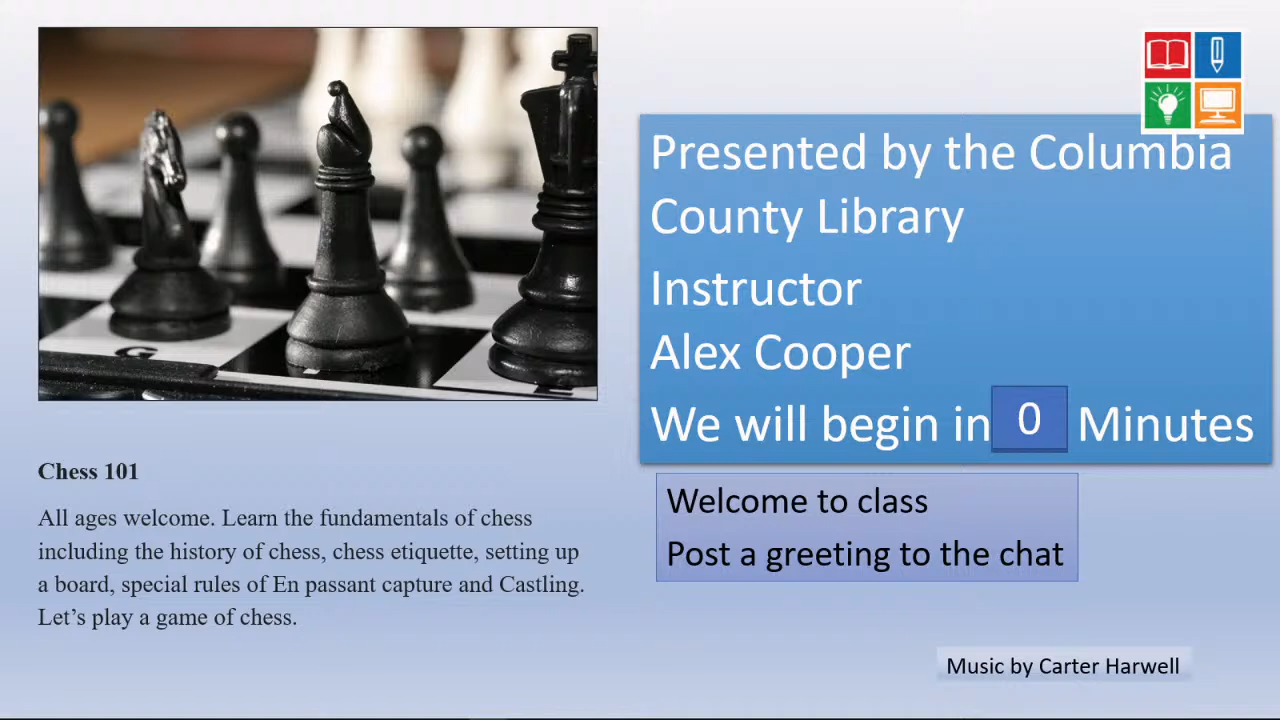 Presented by the Columbia
County Library
Instructor
Alex Cooper
We will begin in 0 Minutes
Welcome to class
Post a greeting to the chat
G
Chess 101
All ages welcome. Learn the fundamentals of chess
including the history of chess, chess etiquette, setting up
a board, special rules of En passant capture and Castling.
Let’s play a game of chess.
Music by Carter Harwell